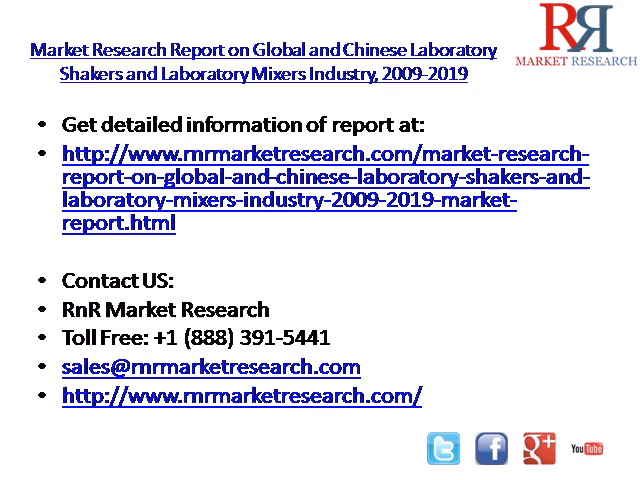 Market Research Report on Global and Chinese Laboratory
Shakers and Laboratory Mixers Industry, 2009-2019
RR
MARKET RESEARCH
• Get detailed information of report at:
• http://www.rnrmarketresearch.com/market-research-
report-on-global-and-chinese-laboratory-shakers-and-
laboratory-mixers-industry-2009-2019-market-
report.html
• Contact US:
• RnR Market Research
• Toll Free: +1 (888) 391-5441
• sales@rnrmarketresearch.com
• http://www.rnrmarketresearch.com/
g+
YouTube